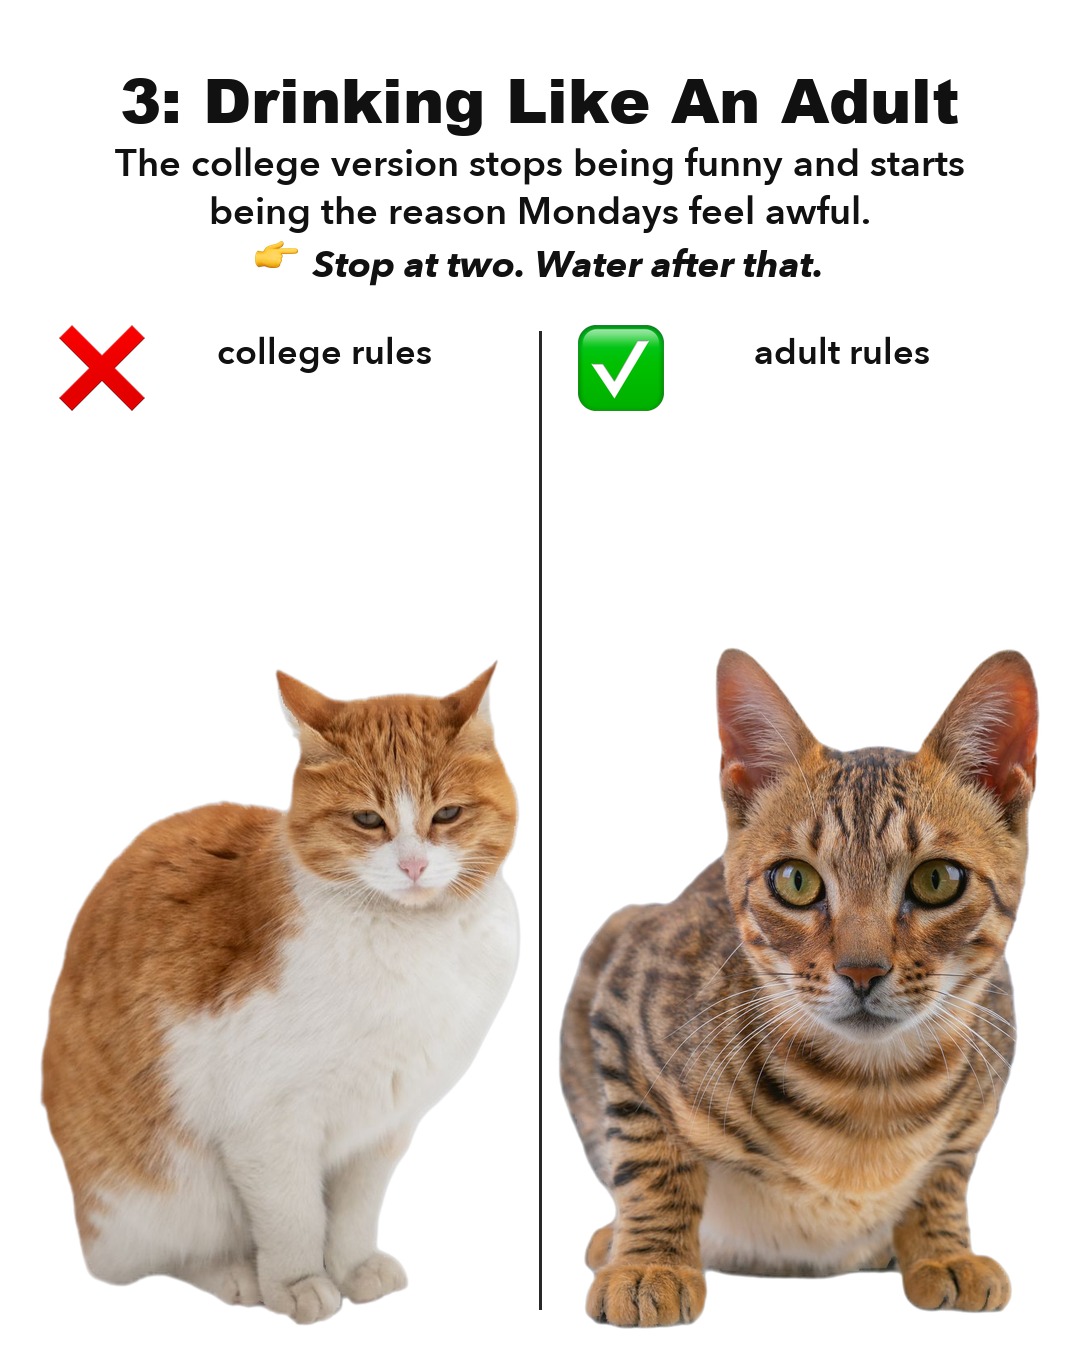 3: Drinking Like An Adult
The college version stops being funny and starts
being the reason Mondays feel awful.
👉 Stop at two. Water after that.
college rules
adult rules